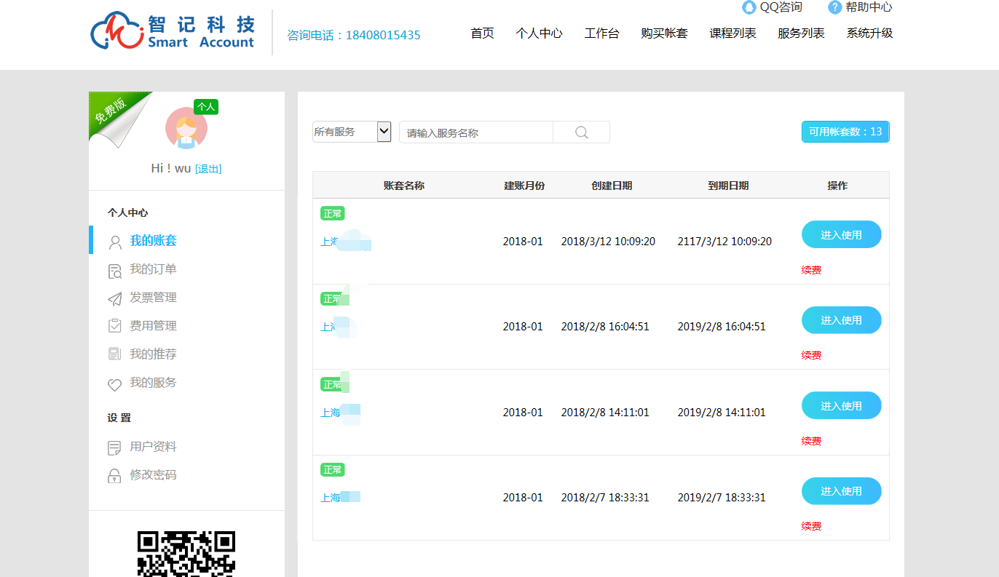 QQ咨询 帮助中心
智记科技
Smart Account
咨询电话：18408015435
首页 个人中心 工作台 购买帐套 课程列表 服务列表 系统升级
免费版
个人
Hi！wu [退出]
个人中心
我的账套
我的订单
发票管理
费用管理
我的推荐
我的服务
设 置
用户资料
修改密码
所有服务
请输入服务名称
可用帐套数：13
账套名称 建账月份 创建日期 到期日期 操作
正常
上海
2018-01 2018/3/12 10:09:20 2117/3/12 10:09:20
进入使用
续费
正常
上海
2018-01 2018/2/8 16:04:51 2019/2/8 16:04:51
进入使用
续费
正常
上海
2018-01 2018/2/8 14:11:01 2019/2/8 14:11:01
进入使用
续费
正常
上海
2018-01 2018/2/7 18:33:31 2019/2/7 18:33:31
进入使用
续费